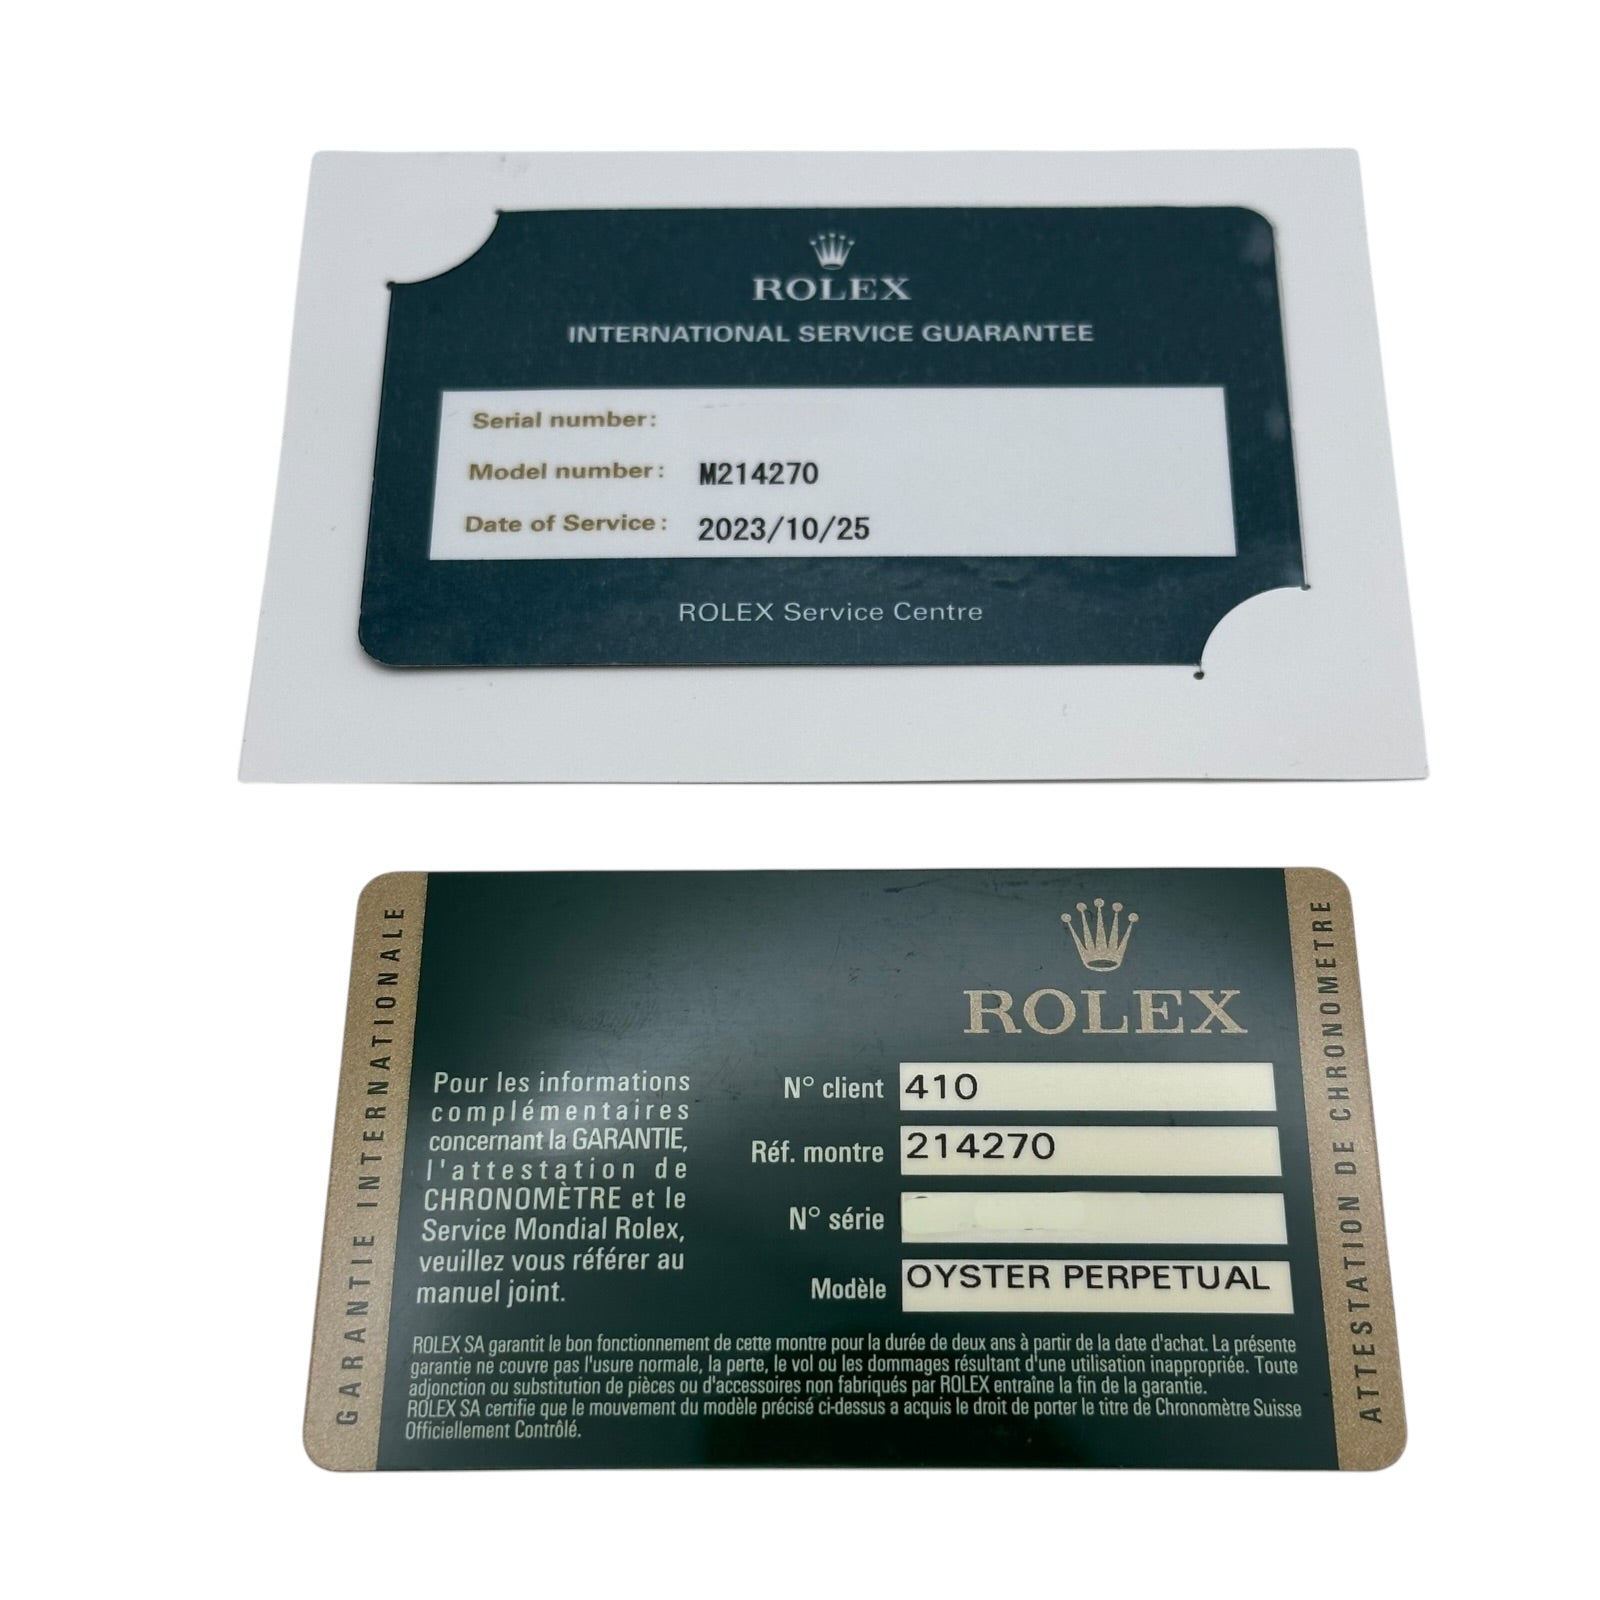 ROLEX
INTERNATIONAL SERVICE GUARANTEE
Serial number:
Model number: M214270
Date of Service: 2023/10/25
ROLEX Service Centre
GARANTIE INTERNATIONALE
ROLEX
Pour les informations
complémentaires
concernant la GARANTIE,
l'attestation de
CHRONOMÈTRE et le
Service Mondial Rolex,
veuillez vous référer au
manuel joint.
N° client 410
Réf. montre 214270
N° série
Modèle OYSTER PERPETUAL
ROLEX SA garantit le bon fonctionnement de cette montre pour la durée de deux ans à partir de la date d'achat. La présente
garantie ne couvre pas l'usure normale, la perte, le vol ou les dommages résultant d'une utilisation inappropriée. Toute
adjonction ou substitution de pièces ou d'accessoires non fabriqués par ROLEX entraîne la fin de la garantie.
ROLEX SA certifie que le mouvement du modèle précisé ci-dessus a acquis le droit de porter le titre de Chronomètre Suisse
Officiellement Contrôlé.
ATTESTATION DE CHRONOMETRE